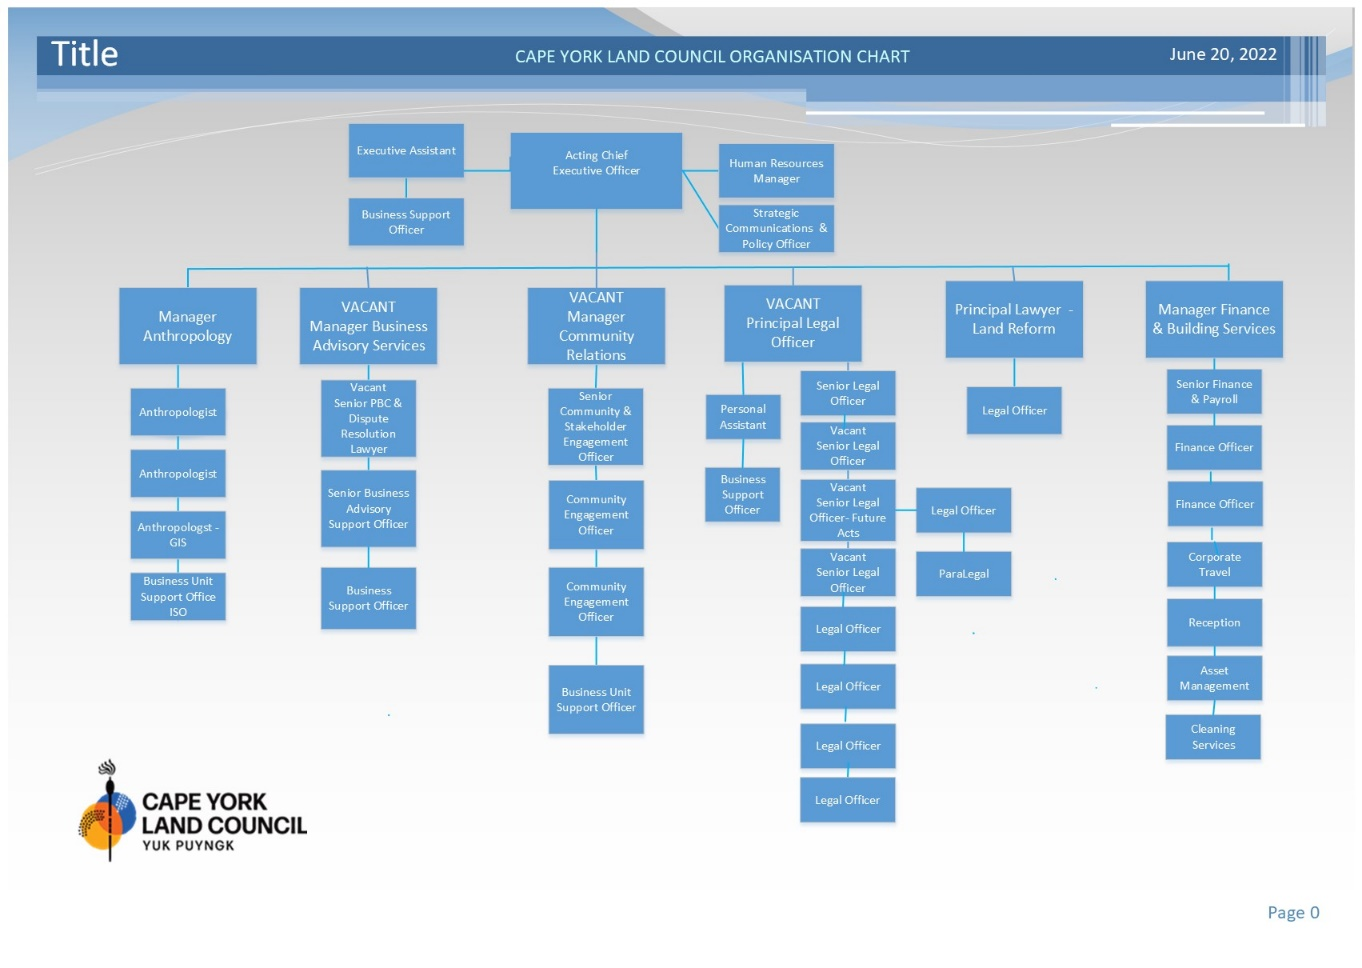 Title
CAPE YORK LAND COUNCIL ORGANISATION CHART
June 20, 2022
Executive Assistant
Business Support
Officer
Acting Chief
Executive Officer
Human Resources
Manager
Strategic
Communications &
Policy Officer
Manager
Anthropology
Anthropologist
Anthropologist
Anthropologst -
GIS
Business Unit
Support Office
ISO
VACANT
Manager Business
Advisory Services
Vacant
Senior PBC &
Dispute
Resolution
Lawyer
Senior Business
Advisory
Support Officer
Business
Support Officer
VACANT
Manager
Community
Relations
Senior
Community &
Stakeholder
Engagement
Officer
Community
Engagement
Officer
Community
Engagement
Officer
Business Unit
Support Officer
VACANT
Principal Legal
Officer
Personal
Assistant
Business
Support
Officer
Senior Legal
Officer
Vacant
Senior Legal
Officer
Vacant
Senior Legal
Officer- Future
Acts
Legal Officer
ParaLegal
Vacant
Senior Legal
Officer
Legal Officer
Legal Officer
Legal Officer
Legal Officer
Principal Lawyer -
Land Reform
Legal Officer
Manager Finance
& Building Services
Senior Finance
& Payroll
Finance Officer
Finance Officer
Corporate
Travel
Reception
Asset
Management
Cleaning
Services
CAPE YORK
LAND COUNCIL
YUK PUYNGK
Page 0